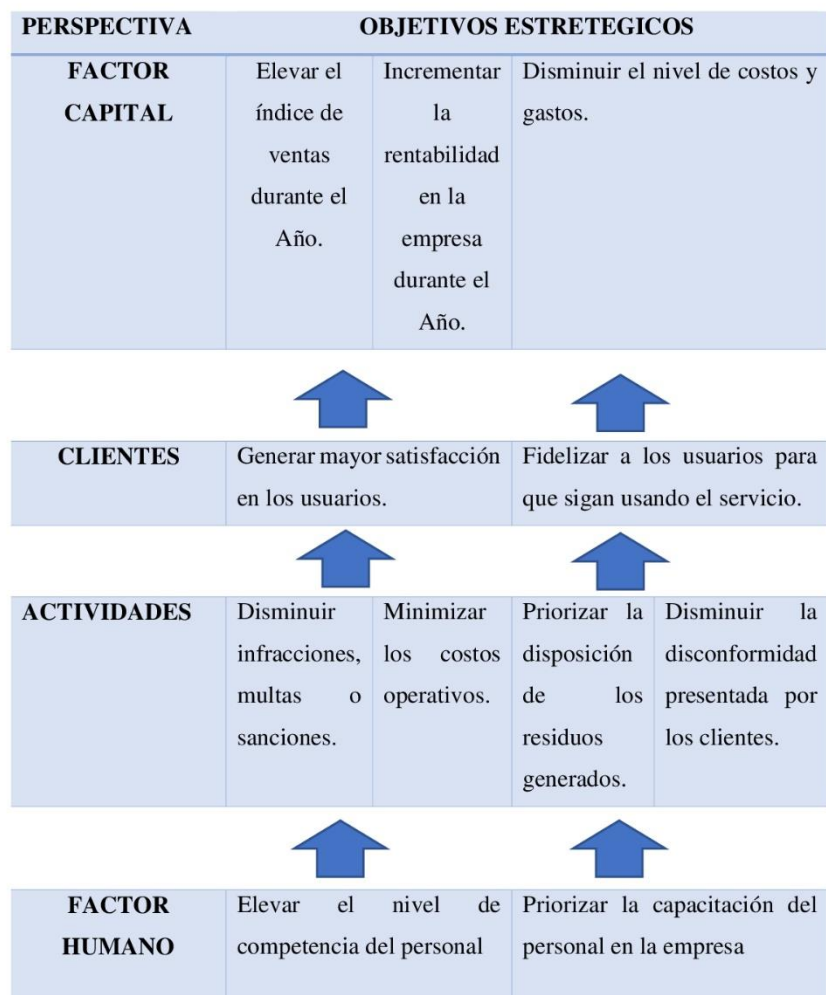 PERSPECTIVA OBJETIVOS ESTRETEGICOS
FACTOR
CAPITAL
Elevar el
índice de
ventas
durante el
Año.
Incrementar
la
rentabilidad
en la
empresa
durante el
Año.
Disminuir el nivel de costos y
gastos.
CLIENTES
Generar mayor satisfacción
en los usuarios.
Fidelizar a los usuarios para
que sigan usando el servicio.
ACTIVIDADES
Disminuir
infracciones,
multas o
sanciones.
Minimizar
los costos
operativos.
Priorizar la
disposición
de los
residuos
generados.
Disminuir la
disconformidad
presentada por
los clientes.
FACTOR
HUMANO
Elevar el nivel de
competencia del personal
Priorizar la capacitación del
personal en la empresa